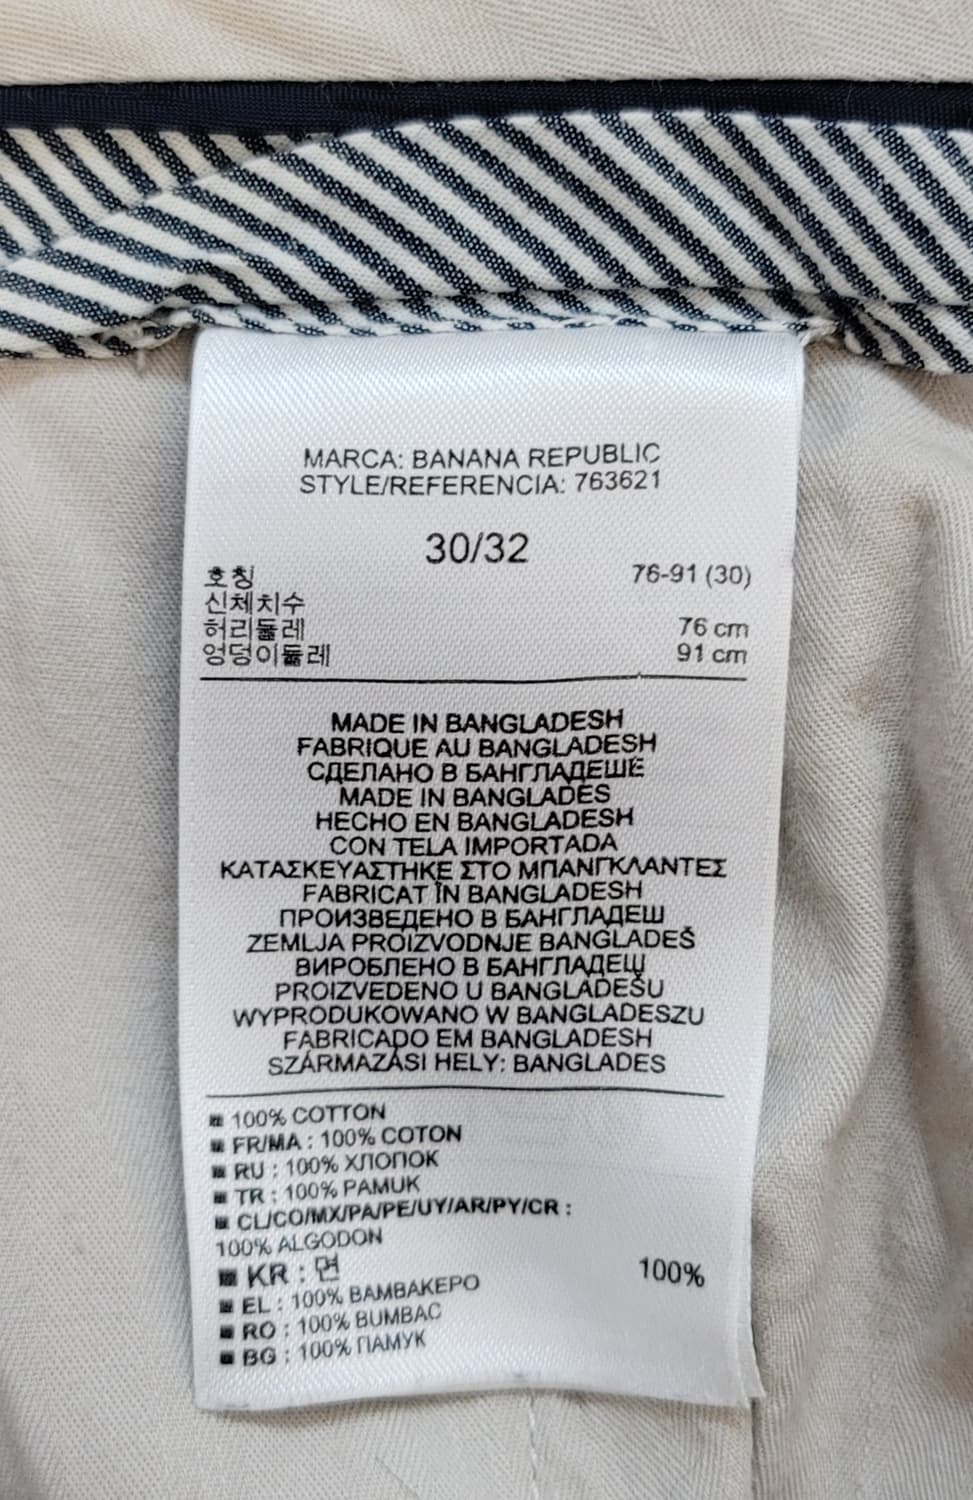 MARCA: BANANA REPUBLIC
STYLE/REFERENCIA: 763621
30/32
호칭 76-91 (30)
신체치수
허리둘레 76 cm
엉덩이둘레 91 cm
MADE IN BANGLADESH
FABRIQUE AU BANGLADESH
СДЕЛАНО В БАНГЛАДЕШЕ
MADE IN BANGLADES
HECHO EN BANGLADESH
CON TELA IMPORTADA
ΚΑΤΑΣΚΕΥΑΣΤΗΚΕ ΣΤΟ ΜΠΑΝΓΚΛΑΝΤΕΣ
FABRICAT ÎN BANGLADESH
ПРОИЗВЕДЕНО В БАНГЛАДЕШ
ZEMLJA PROIZVODNJE BANGLADEŠ
ВИРОБЛЕНО В БАНГЛАДЕШ
PROIZVEDENO U BANGLADEŠU
WYPRODUKOWANO W BANGLADESZU
FABRICADO EM BANGLADESH
SZÁRMAZÁSI HELY: BANGLADES
100% COTTON
FR/MA : 100% COTON
RU : 100% ХЛОПОК
TR : 100% PAMUK
CL/CO/MX/PA/PE/UY/AR/PY/CR :
100% ALGODON
KR : 면 100%
EL : 100% ΒΑΜΒΑΚΕΡΟ
RO : 100% BUMBAC
BG : 100% ПАМУК